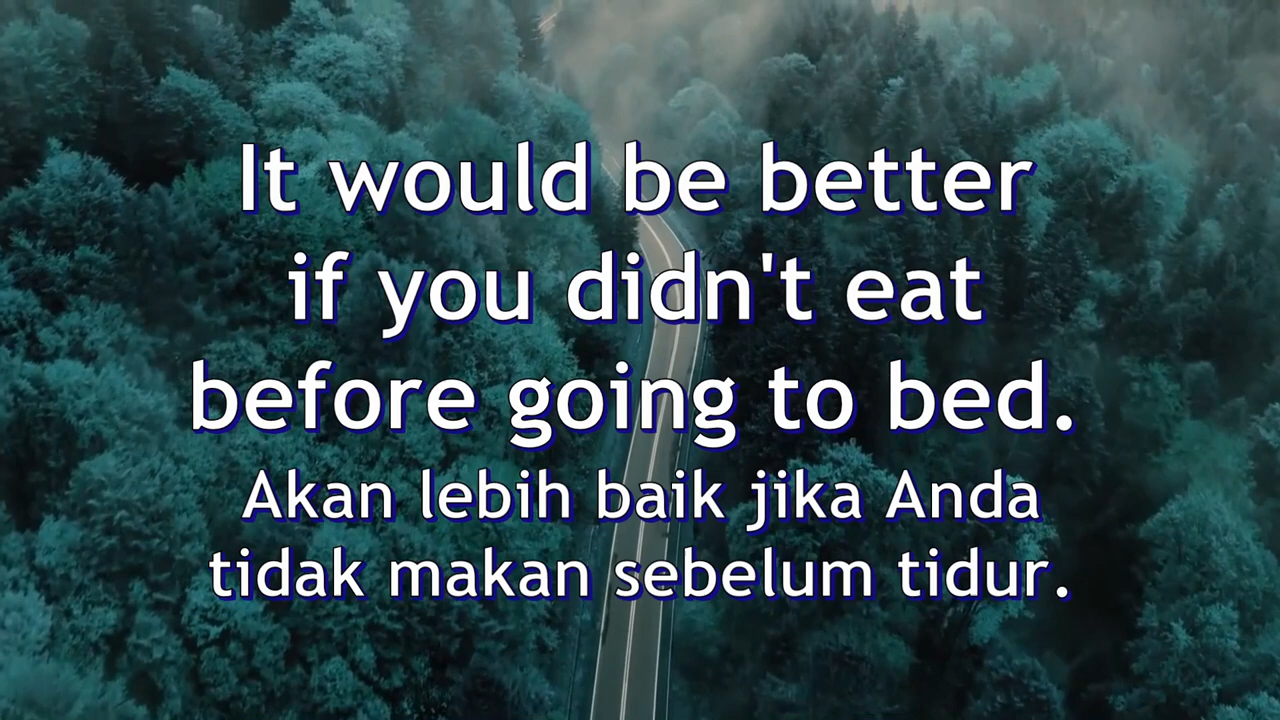 It would be better
if you didn't eat
before going to bed.
Akan lebih baik jika Anda
tidak makan sebelum tidur.